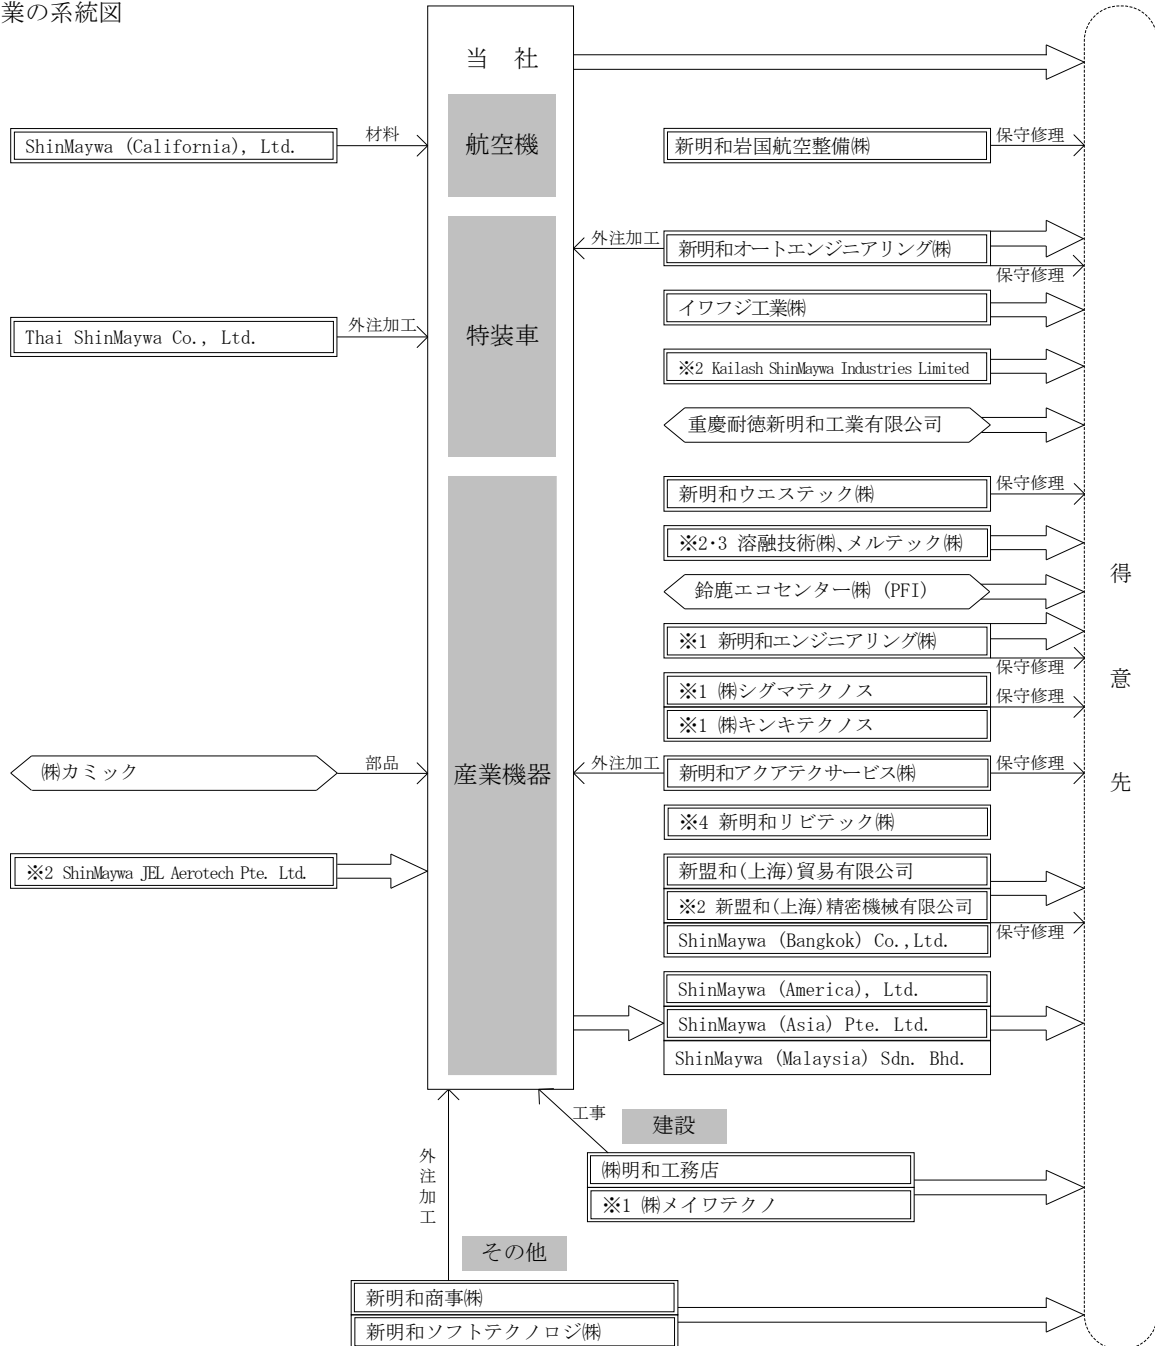 業の系統図
当 社
航空機
ShinMaywa (California), Ltd.
材料
新明和岩国航空整備㈱
保守修理
外注加工
新明和オートエンジニアリング㈱
保守修理
イワフジ工業㈱
Thai ShinMaywa Co., Ltd.
外注加工
特装車
※2 Kailash ShinMaywa Industries Limited
重慶耐徳新明和工業有限公司
新明和ウエステック㈱
保守修理
※2・3 溶融技術㈱、メルテック㈱
鈴鹿エコセンター㈱ (PFI)
※1 新明和エンジニアリング㈱
保守修理
※1 ㈱シグマテクノス
保守修理
※1 ㈱キンキテクノス
㈱カミック
部品
産業機器
外注加工
新明和アクアテクサービス㈱
保守修理
※4 新明和リビテック㈱
※2 ShinMaywa JEL Aerotech Pte. Ltd.
新盟和(上海)貿易有限公司
※2 新盟和(上海)精密機械有限公司
保守修理
ShinMaywa (Bangkok) Co.,Ltd.
ShinMaywa (America), Ltd.
ShinMaywa (Asia) Pte. Ltd.
ShinMaywa (Malaysia) Sdn. Bhd.
得意先
工事
建設
㈱明和工務店
※1 ㈱メイワテクノ
外注加工
その他
新明和商事㈱
新明和ソフトテクノロジ㈱